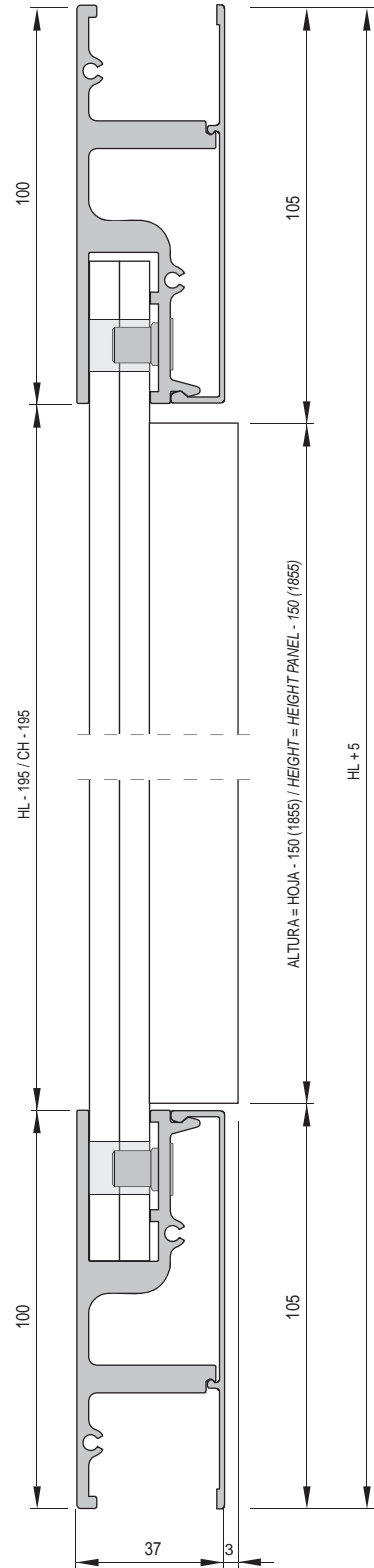 100
105
HL - 195 / CH - 195
ALTURA = HOJA - 150 (1855) / HEIGHT = HEIGHT PANEL - 150 (1855)
HL + 5
100
105
37
3